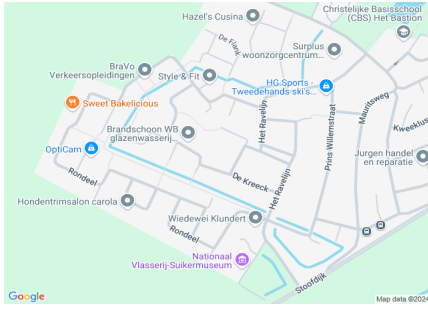 Hazel's Cusina
Christelijke Basisschool
(CBS) Het Bastion
De Flank
Surplus
woonzorgcentrum...
BraVo
Verkeersopleidingen
Style & Fit
HG Sports -
Tweedehands ski's...
Mauritsweg
Sweet Bakelicious
Kweeklus
Brandschoon WB
glazenwasserij...
Het Ravelijn
Prins Willemstraat
OptiCam
Jurgen handel
en reparatie
Rondeel
De Kreeck
Hondentrimsalon carola
Het Ravelijn
Wiedewei Klundert
Rondeel
Nationaal
Vlasserij-Suikermuseum
Stoofdijk
Google
Map data ©2024